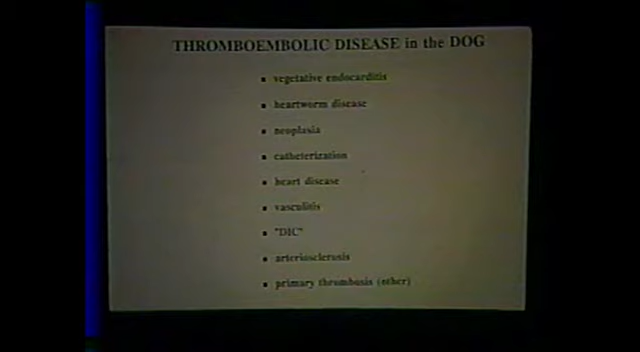 THROMBOEMBOLIC DISEASE in the DOG
▪ vegetative endocarditis
▪ heartworm disease
▪ neoplasia
▪ catheterization
▪ heart disease
▪ vasculitis
▪ "DIC"
▪ arteriosclerosis
▪ primary thrombosis (other)